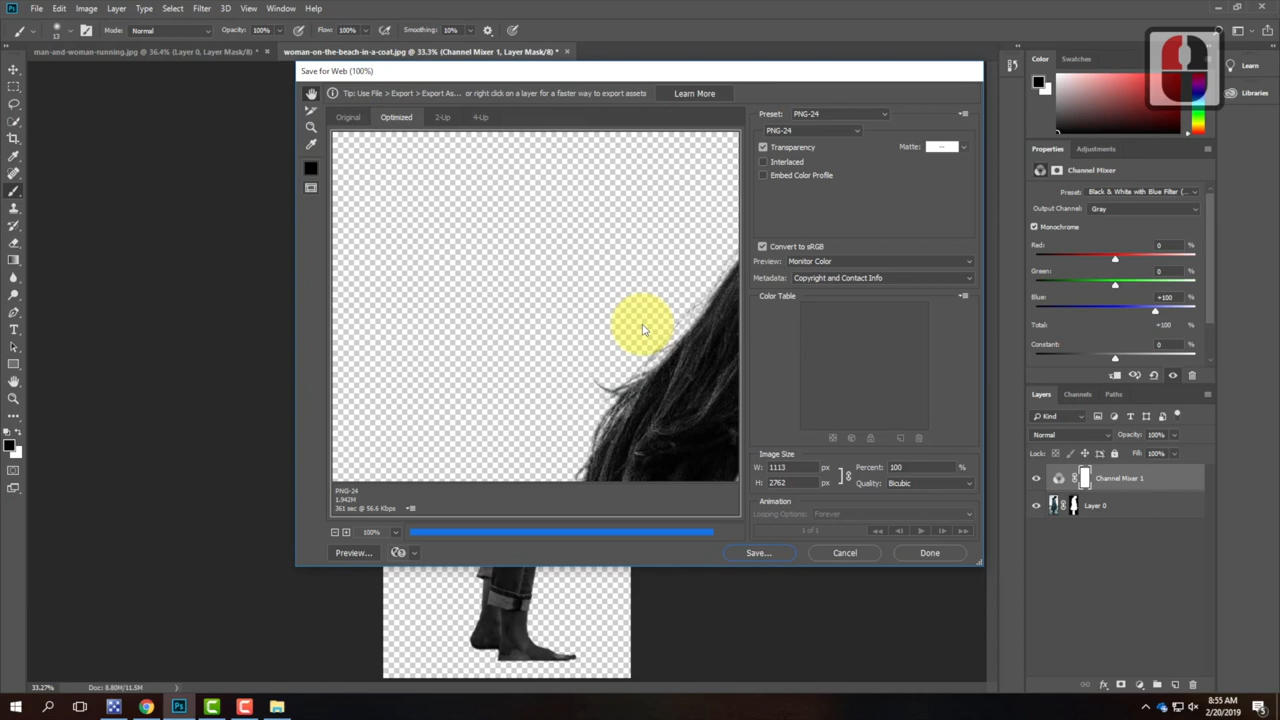 File Edit Image Layer Type Select Filter 3D View Window Help
13 Mode: Normal Opacity: 100% Flow: 100% Smoothing: 10%
man-and-woman-running.jpg @ 36.4% (Layer 0, Layer Mask/8) * × woman-on-the-beach-in-a-coat.jpg @ 33.3% (Channel Mixer 1, Layer Mask/8) * ×
Save for Web (100%)
Tip: Use File > Export > Export As... or right click on a layer for a faster way to export assets Learn More
Original Optimized 2-Up 4-Up
Preset: PNG-24
PNG-24
Transparency Matte: --
Interlaced
Embed Color Profile
Convert to sRGB
Preview: Monitor Color
Metadata: Copyright and Contact Info
Color Table
Image Size
W: 1113 px Percent: 100 %
H: 2762 px Quality: Bicubic
Animation
Looping Options: Forever
1 of 1
PNG-24
1.942M
361 sec @ 56.6 Kbps
100%
Preview... Save... Cancel Done
Color Swatches
Learn
Libraries
Properties Adjustments
Channel Mixer
Preset: Black & White with Blue Filter (...
Output Channel: Gray
Monochrome
Red: 0 %
Green: 0 %
Blue: +100 %
Total: +100 %
Constant: 0 %
Layers Channels Paths
Kind
Normal Opacity: 100%
Lock: Fill: 100%
Channel Mixer 1
Layer 0
33.27% Doc: 8.80M/11.5M
8:55 AM
2/20/2019